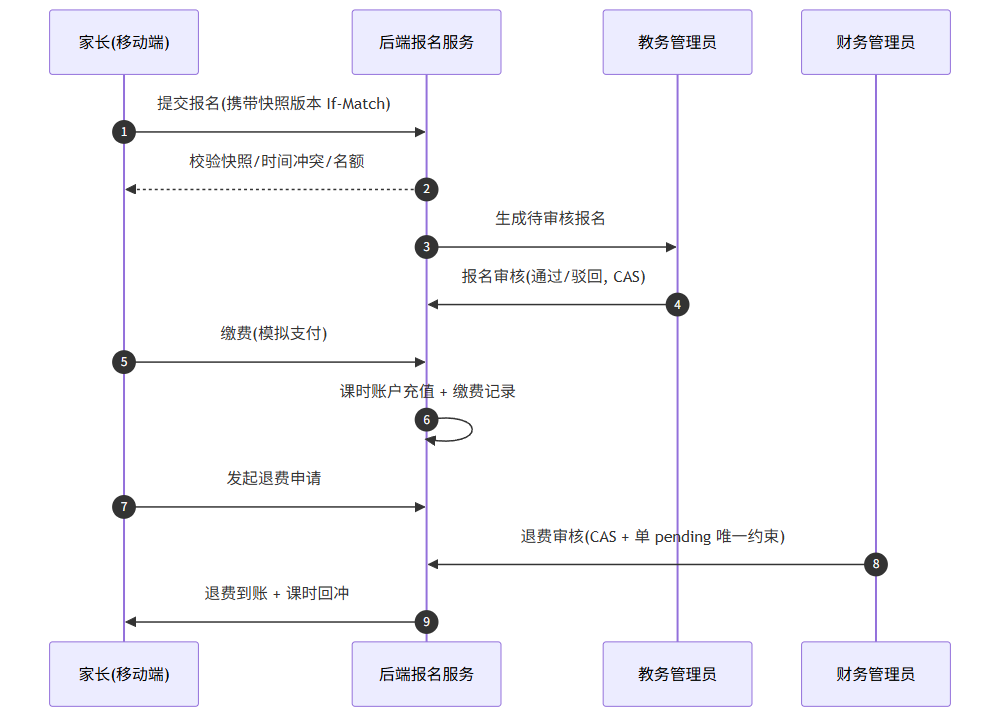 家长(移动端)
后端报名服务
教务管理员
财务管理员
提交报名(携带快照版本 If-Match)
1
校验快照/时间冲突/名额
2
生成待审核报名
3
报名审核(通过/驳回, CAS)
4
缴费(模拟支付)
5
课时账户充值 + 缴费记录
6
发起退费申请
7
退费审核(CAS + 单 pending 唯一约束)
8
退费到账 + 课时回冲
9
家长(移动端)
后端报名服务
教务管理员
财务管理员